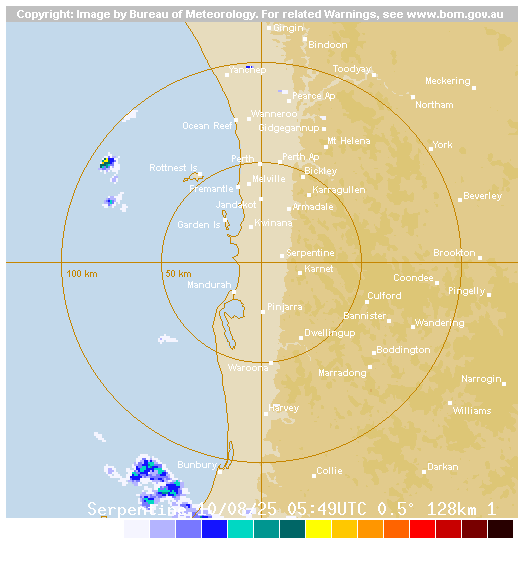 Copyright: Image by Bureau of Meteorology. For related Warnings, see www.bom.gov.au
Gingin
Bindoon
Yanchep
Toodyay
Meckering
Pearce Ap
Northam
Wanneroo
Ocean Reef
Gidgegannup
Mt Helena
York
Perth
Perth Ap
Rottnest Is
Bickley
Melville
Fremantle
Karragullen
Beverley
Jandakot
Armadale
Garden Is
Kwinana
Serpentine
Brookton
100 km
50 km
Karnet
Coondee
Mandurah
Culford
Pingelly
Pinjarra
Bannister
Wandering
Dwellingup
Boddington
Waroona
Marradong
Narrogin
Harvey
Williams
Bunbury
Collie
Darkan
Serpentine 10/08/25 05:49UTC 0.5° 128km 1